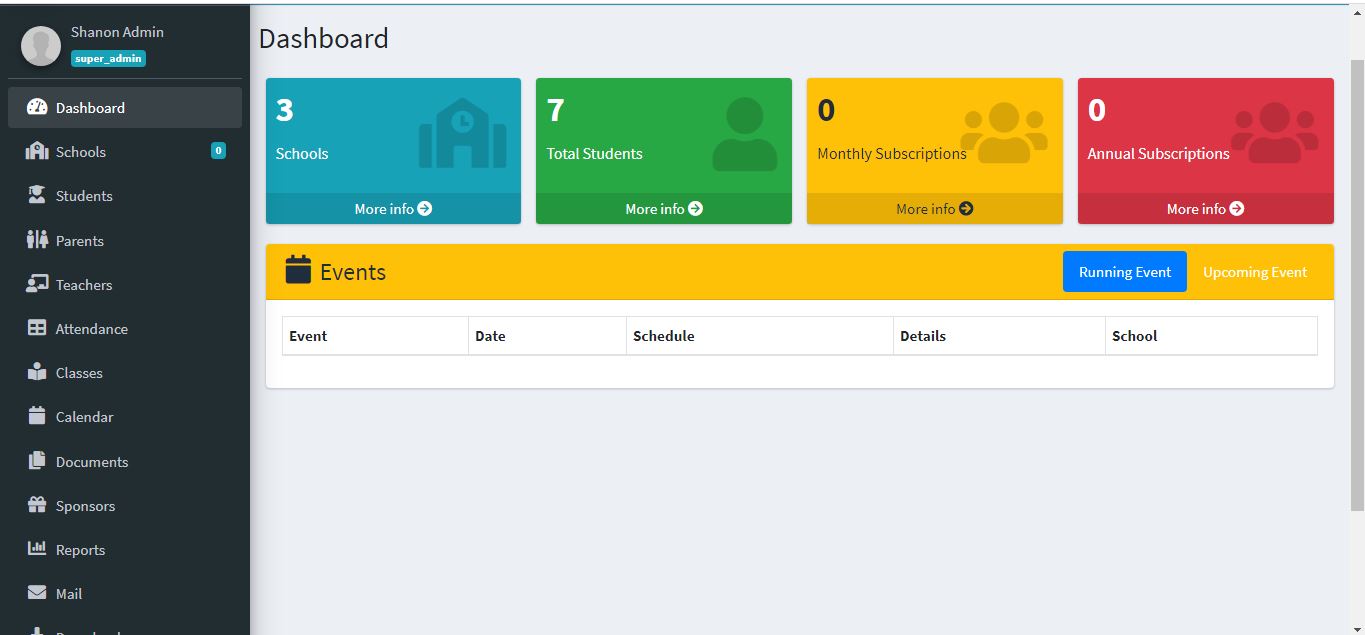 Shanon Admin
super_admin
Dashboard
Schools 0
Students
Parents
Teachers
Attendance
Classes
Calendar
Documents
Sponsors
Reports
Mail
Dashboard
3
Schools
More info
7
Total Students
More info
0
Monthly Subscriptions
More info
0
Annual Subscriptions
More info
Events
Running Event
Upcoming Event
Event Date Schedule Details School